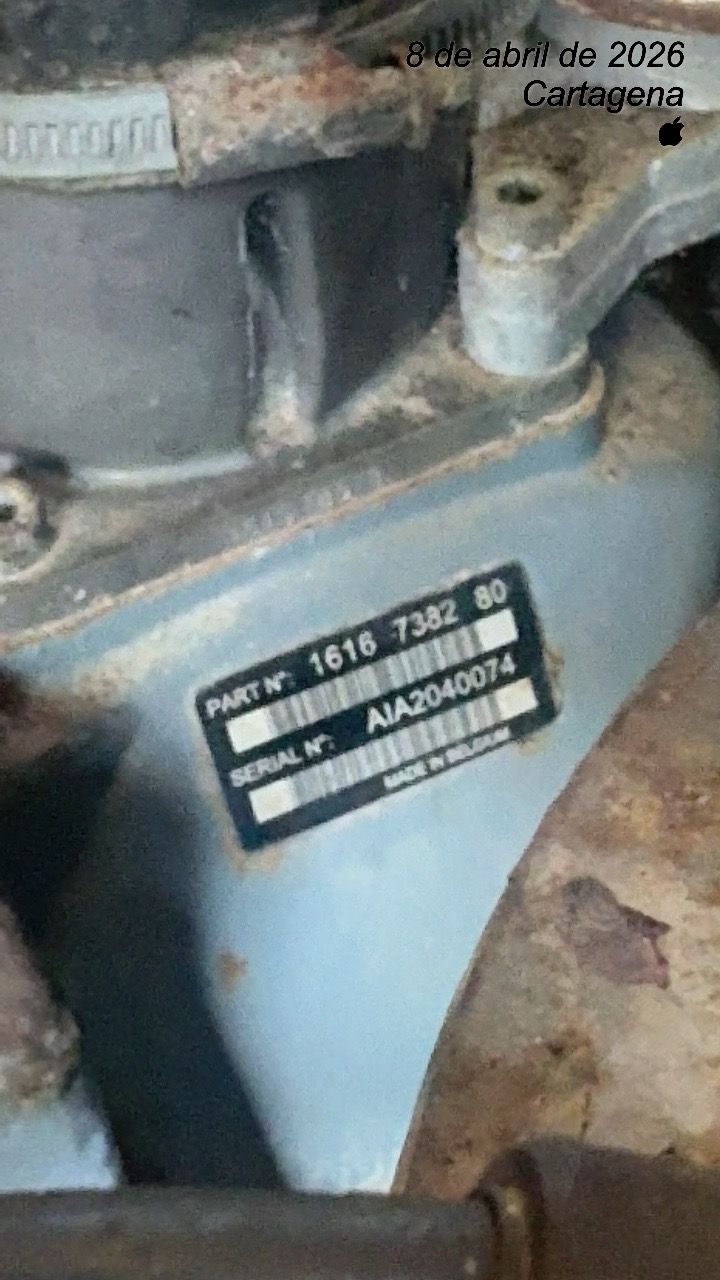 8 de abril de 2026
Cartagena
PART Nº: 1616 7382 80
SERIAL Nº: AIA2040074
MADE IN BELGIUM